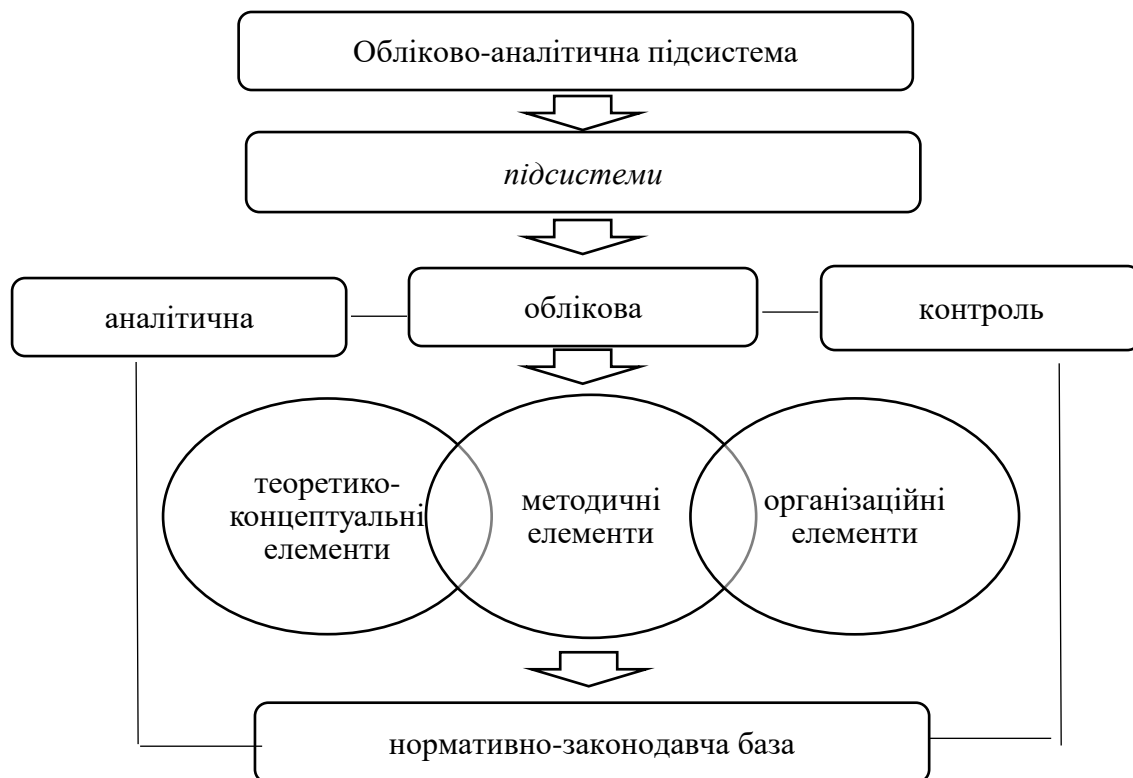 Обліково-аналітична підсистема
підсистеми
аналітична
облікова
контроль
теоретико-
концептуальні
елементи
методичні
елементи
організаційні
елементи
нормативно-законодавча база